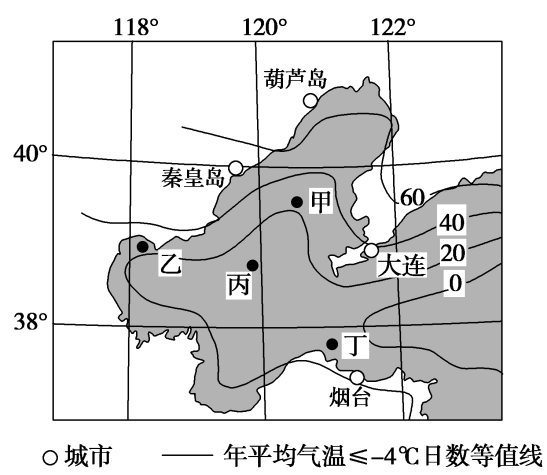 118° 120° 122°
葫芦岛
40°
秦皇岛
甲
60
40
乙
大连
20
丙
0
38°
丁
烟台
城市 年平均气温≤-4℃日数等值线